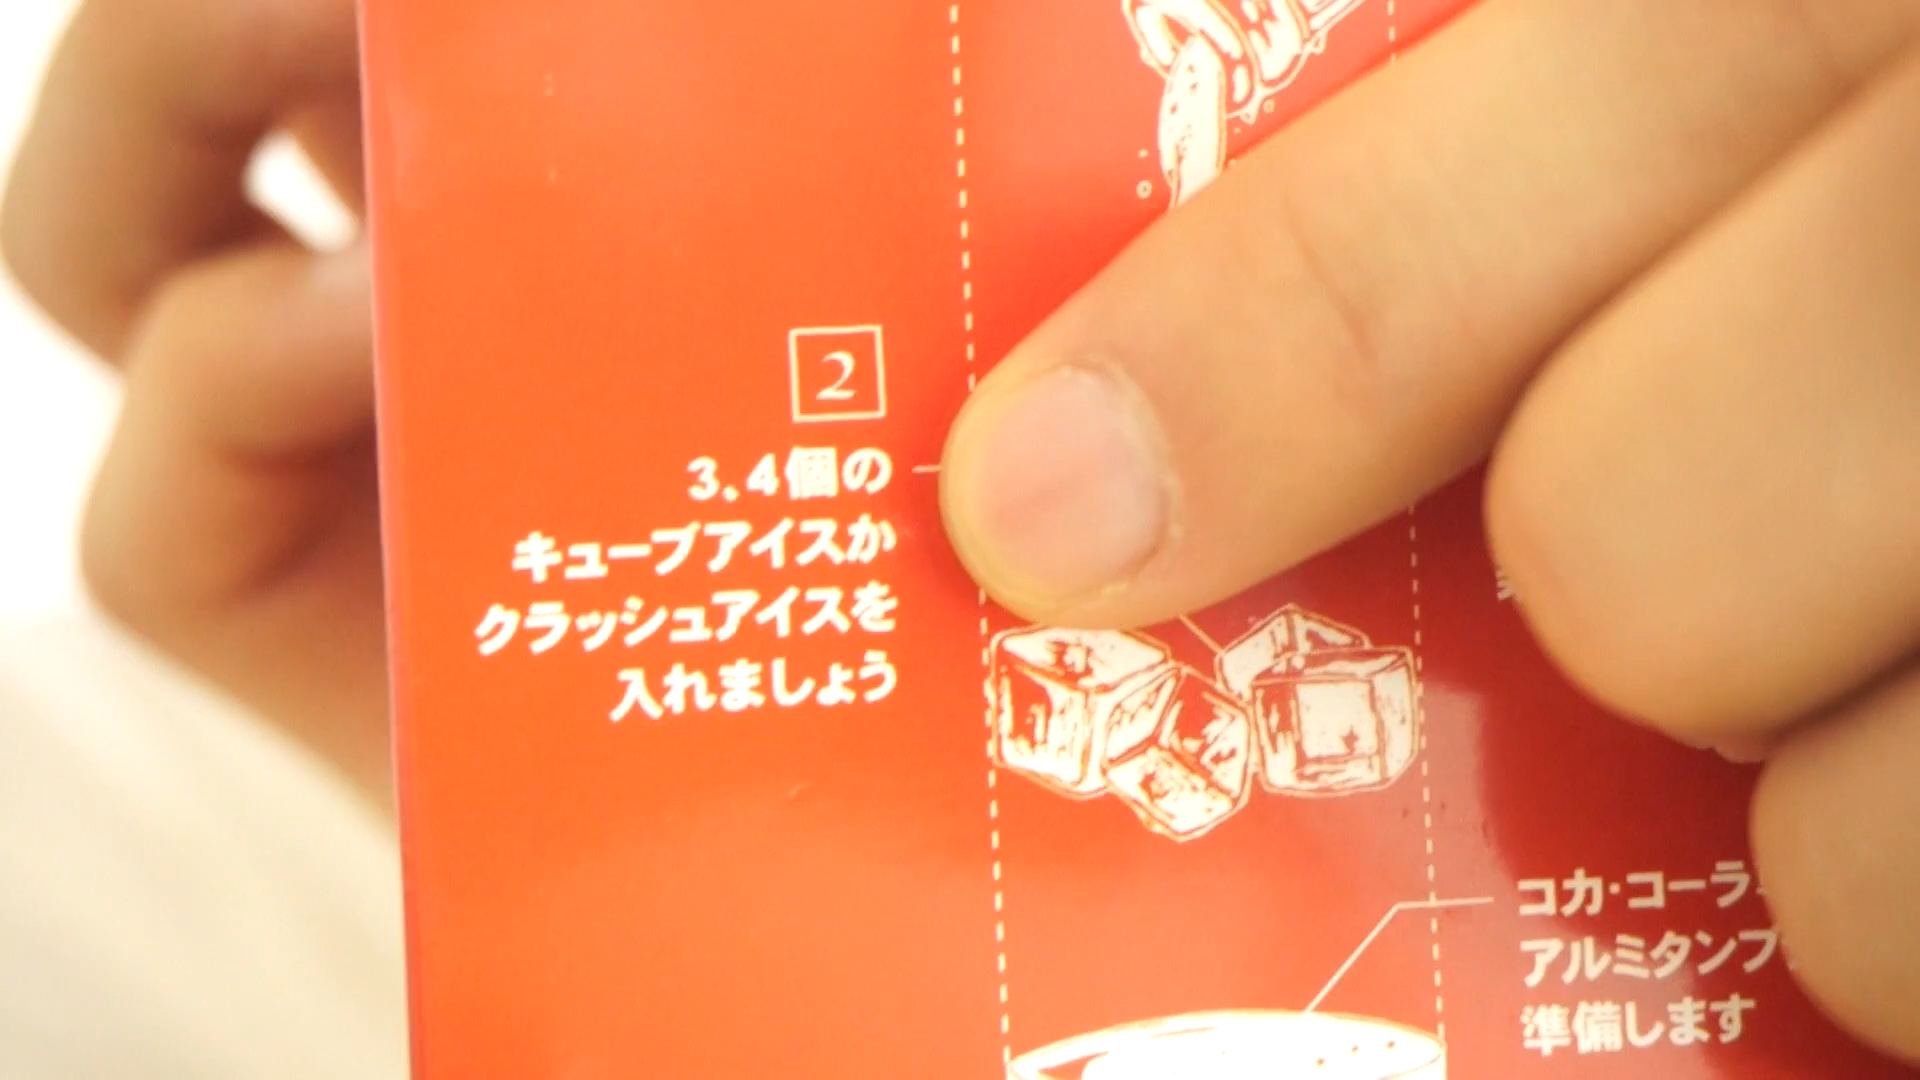 2
3、4個の
キューブアイスか
クラッシュアイスを
入れましょう
コカ・コーラ
アルミタンブ
準備します